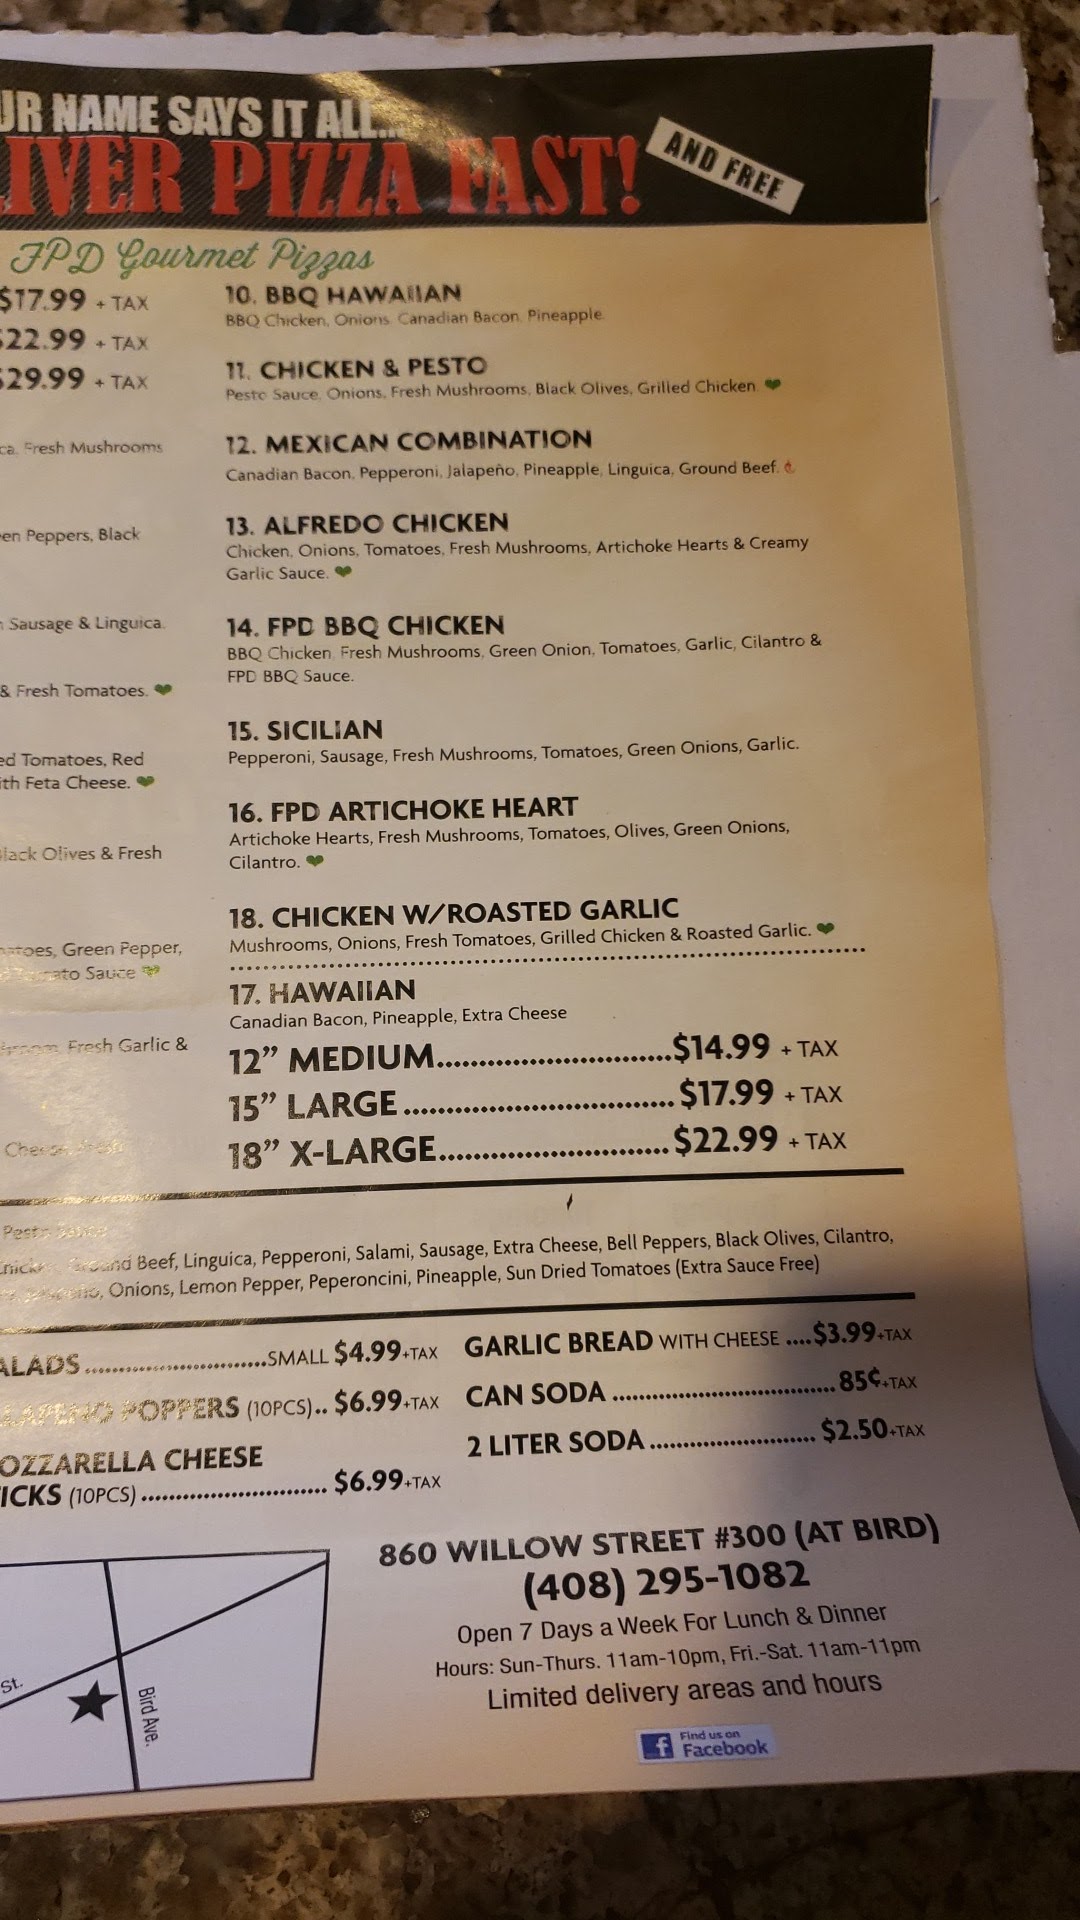 UR NAME SAYS IT ALL...
IVER PIZZA FAST!
AND FREE
FPD Gourmet Pizzas
$17.99 + TAX
$22.99 + TAX
$29.99 + TAX
ca, Fresh Mushrooms
en Peppers, Black
Sausage & Linguica.
& Fresh Tomatoes.
ed Tomatoes, Red
ith Feta Cheese.
lack Olives & Fresh
atoes, Green Pepper,
Tomato Sauce
Fresh Garlic &
10. BBQ HAWAIIAN
BBQ Chicken, Onions, Canadian Bacon, Pineapple.
11. CHICKEN & PESTO
Pesto Sauce, Onions, Fresh Mushrooms, Black Olives, Grilled Chicken
12. MEXICAN COMBINATION
Canadian Bacon, Pepperoni, Jalapeño, Pineapple, Linguica, Ground Beef.
13. ALFREDO CHICKEN
Chicken, Onions, Tomatoes, Fresh Mushrooms, Artichoke Hearts & Creamy
Garlic Sauce.
14. FPD BBQ CHICKEN
BBQ Chicken, Fresh Mushrooms, Green Onion, Tomatoes, Garlic, Cilantro &
FPD BBQ Sauce.
15. SICILIAN
Pepperoni, Sausage, Fresh Mushrooms, Tomatoes, Green Onions, Garlic.
16. FPD ARTICHOKE HEART
Artichoke Hearts, Fresh Mushrooms, Tomatoes, Olives, Green Onions,
Cilantro.
18. CHICKEN W/ROASTED GARLIC
Mushrooms, Onions, Fresh Tomatoes, Grilled Chicken & Roasted Garlic.
17. HAWAIIAN
Canadian Bacon, Pineapple, Extra Cheese
12” MEDIUM..............................$14.99 + TAX
15” LARGE..................................$17.99 + TAX
18” X-LARGE.............................$22.99 + TAX
Pesto
Beef, Linguica, Pepperoni, Salami, Sausage, Extra Cheese, Bell Peppers, Black Olives, Cilantro,
Onions, Lemon Pepper, Peperoncini, Pineapple, Sun Dried Tomatoes (Extra Sauce Free)
ALADS..............................SMALL $4.99+TAX
LAPENO POPPERS (10PCS).. $6.99+TAX
OZZARELLA CHEESE
ICKS (10PCS)............................... $6.99+TAX
GARLIC BREAD WITH CHEESE ....$3.99+TAX
CAN SODA .................................... 85¢+TAX
2 LITER SODA.......................... $2.50+TAX
St.
Bird Ave.
860 WILLOW STREET #300 (AT BIRD)
(408) 295-1082
Open 7 Days a Week For Lunch & Dinner
Hours: Sun-Thurs. 11am-10pm, Fri.-Sat. 11am-11pm
Limited delivery areas and hours
f Find us on
Facebook